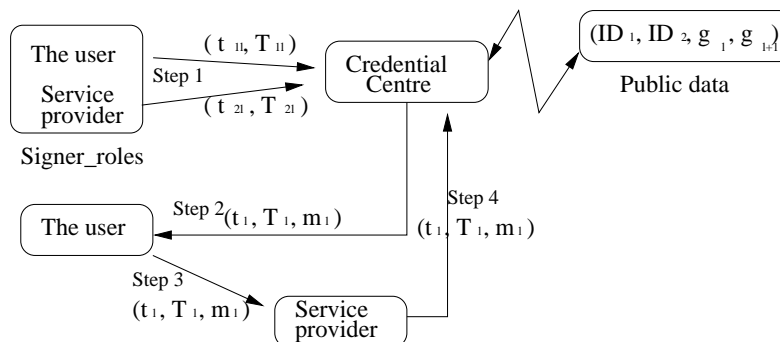 The user
Service
provider
Signer_roles
( t 11, T 11 )
Step 1
( t 21, T 21 )
Credential
Centre
(ID 1, ID 2, g 1, g 1+1)
Public data
The user
Step 2
(t 1, T 1, m 1)
Step 3
(t 1, T 1, m 1)
Service
provider
Step 4
(t 1, T 1, m 1)